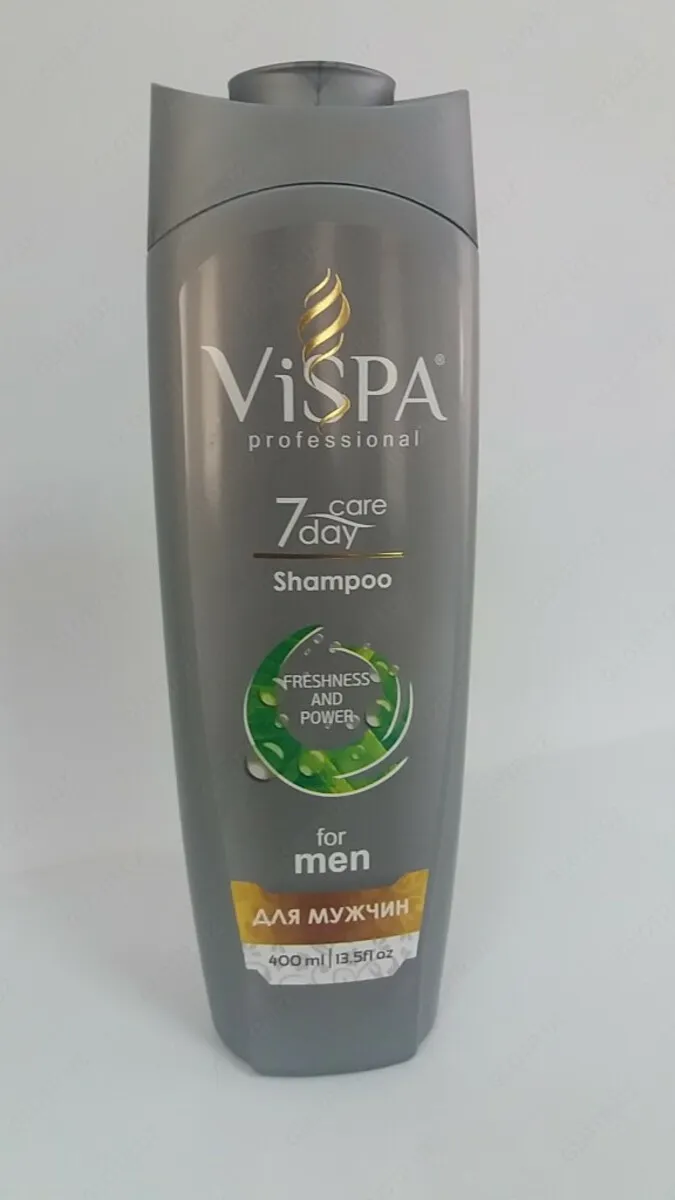 ViSPA®
professional
7 day care
Shampoo
FRESHNESS
AND
POWER
for
men
ДЛЯ МУЖЧИН
400 ml | 13.5fl oz